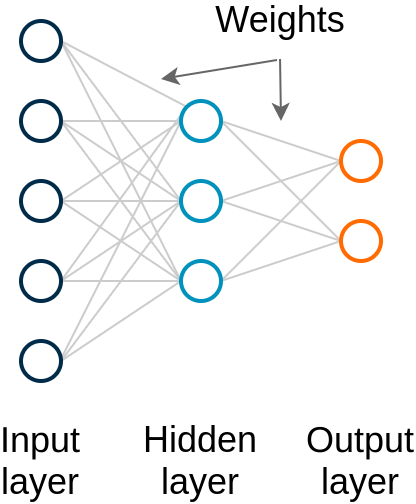 Weights
Input
layer
Hidden
layer
Output
layer